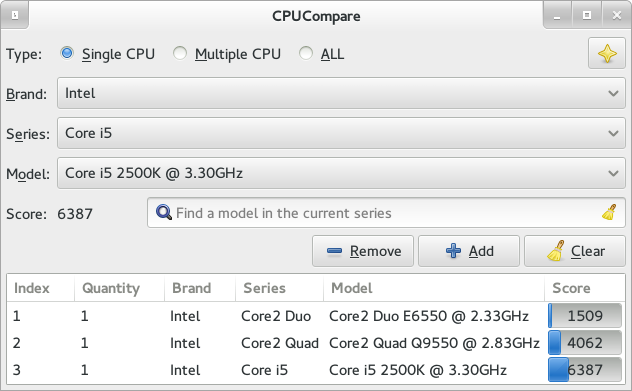 CPUCompare
Type: Single CPU Multiple CPU ALL
Brand: Intel
Series: Core i5
Model: Core i5 2500K @ 3.30GHz
Score: 6387 Find a model in the current series
Remove Add Clear
Index Quantity Brand Series Model Score
1 1 Intel Core2 Duo Core2 Duo E6550 @ 2.33GHz 1509
2 1 Intel Core2 Quad Core2 Quad Q9550 @ 2.83GHz 4062
3 1 Intel Core i5 Core i5 2500K @ 3.30GHz 6387